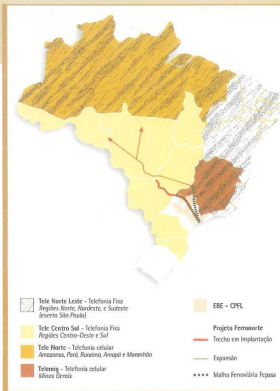 Tele Norte Leste - Telefonia Fixa
Regiões Norte, Nordeste, e Sudeste
(exceto São Paulo)
Tele Centro Sul - Telefonia Fixa
Regiões Centro-Oeste e Sul
Tele Norte - Telefonia celular
Amazonas, Pará, Roraima, Amapá e Maranhão
Telemig - Telefonia celular
Minas Gerais
EBE - CPFL
Projeto Ferronorte
Trecho em Implantação
Expansão
Malha Ferroviária Fepasa